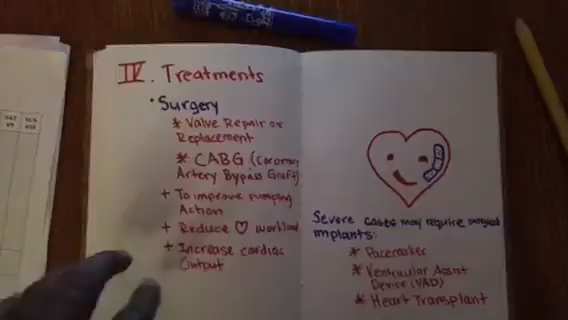 IV. Treatments
• Surgery
* Valve Repair or
Replacement
* CABG (Coronary
Artery Bypass Graft)
+ To improve pumping
Action
+ Reduce ♡ workload
+ Increase cardiac
Output
Severe cases may require surgical
implants:
* Pacemaker
* Ventricular Assist
Device (VAD)
* Heart Transplant